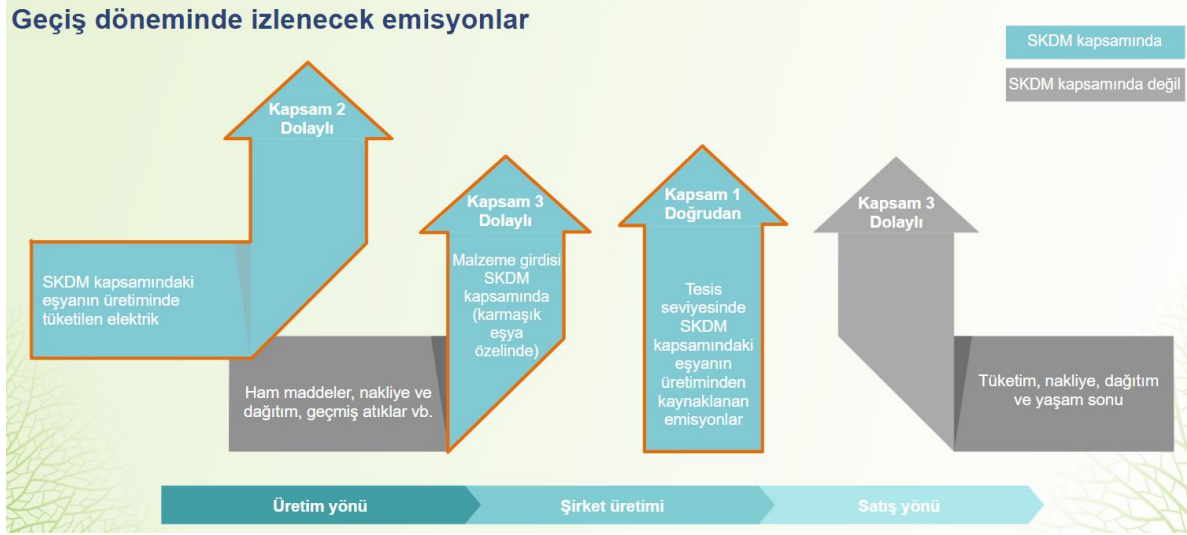 Geçiş döneminde izlenecek emisyonlar
SKDM kapsamında
SKDM kapsamında değil
Kapsam 2
Dolaylı
SKDM kapsamındaki
eşyanın üretiminde
tüketilen elektrik
Kapsam 3
Dolaylı
Malzeme girdisi
SKDM
kapsamında
(karmaşık
eşya
özelinde)
Ham maddeler, nakliye ve
dağıtım, geçmiş atıklar vb.
Kapsam 1
Doğrudan
Tesis
seviyesinde
SKDM
kapsamındaki
eşyanın
üretiminden
kaynaklanan
emisyonlar
Kapsam 3
Dolaylı
Tüketim, nakliye, dağıtım
ve yaşam sonu
Üretim yönü
Şirket üretimi
Satış yönü